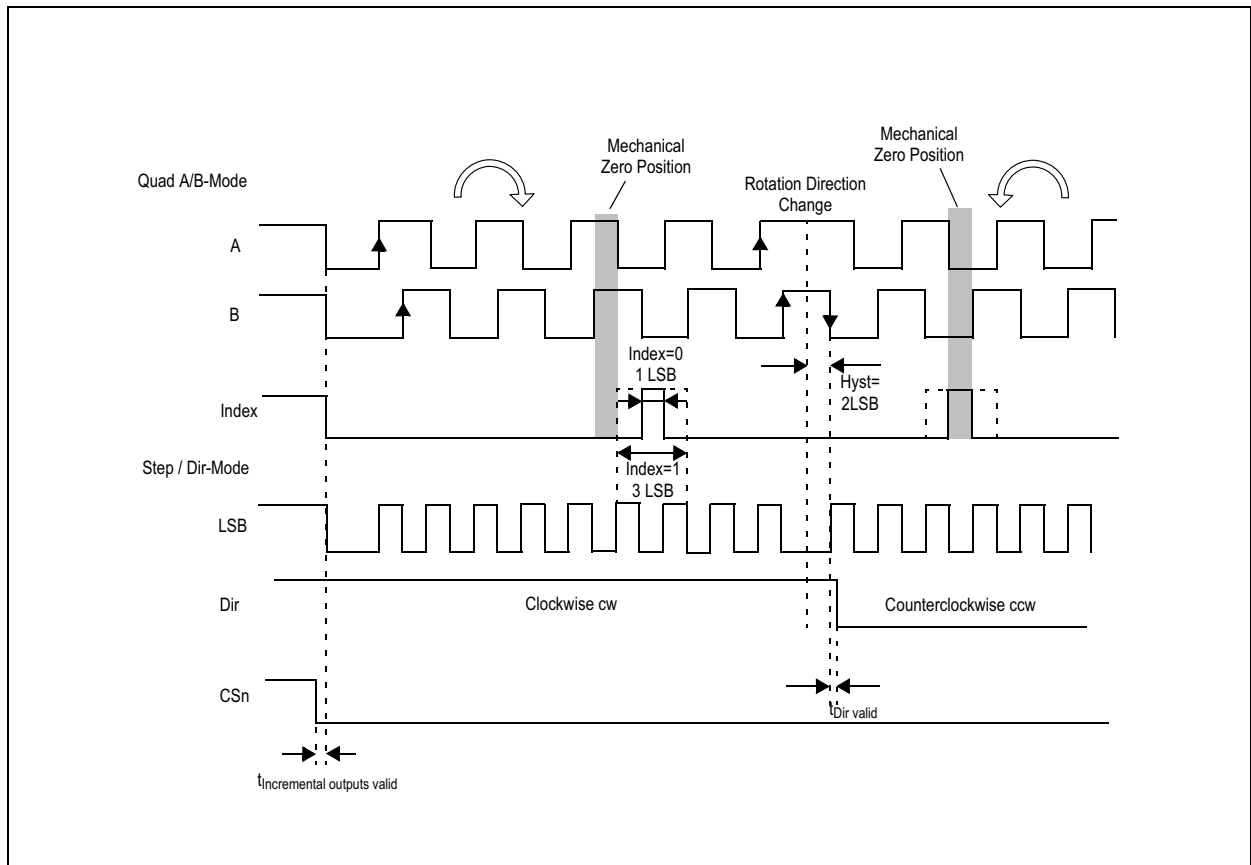 Quad A/B-Mode
Mechanical
Zero Position
Rotation Direction
Change
Mechanical
Zero Position
A
B
Index=0
1 LSB
Hyst=
2LSB
Index
Index=1
3 LSB
Step / Dir-Mode
LSB
Dir
Clockwise cw
Counterclockwise ccw
CSn
tDir valid
tIncremental outputs valid